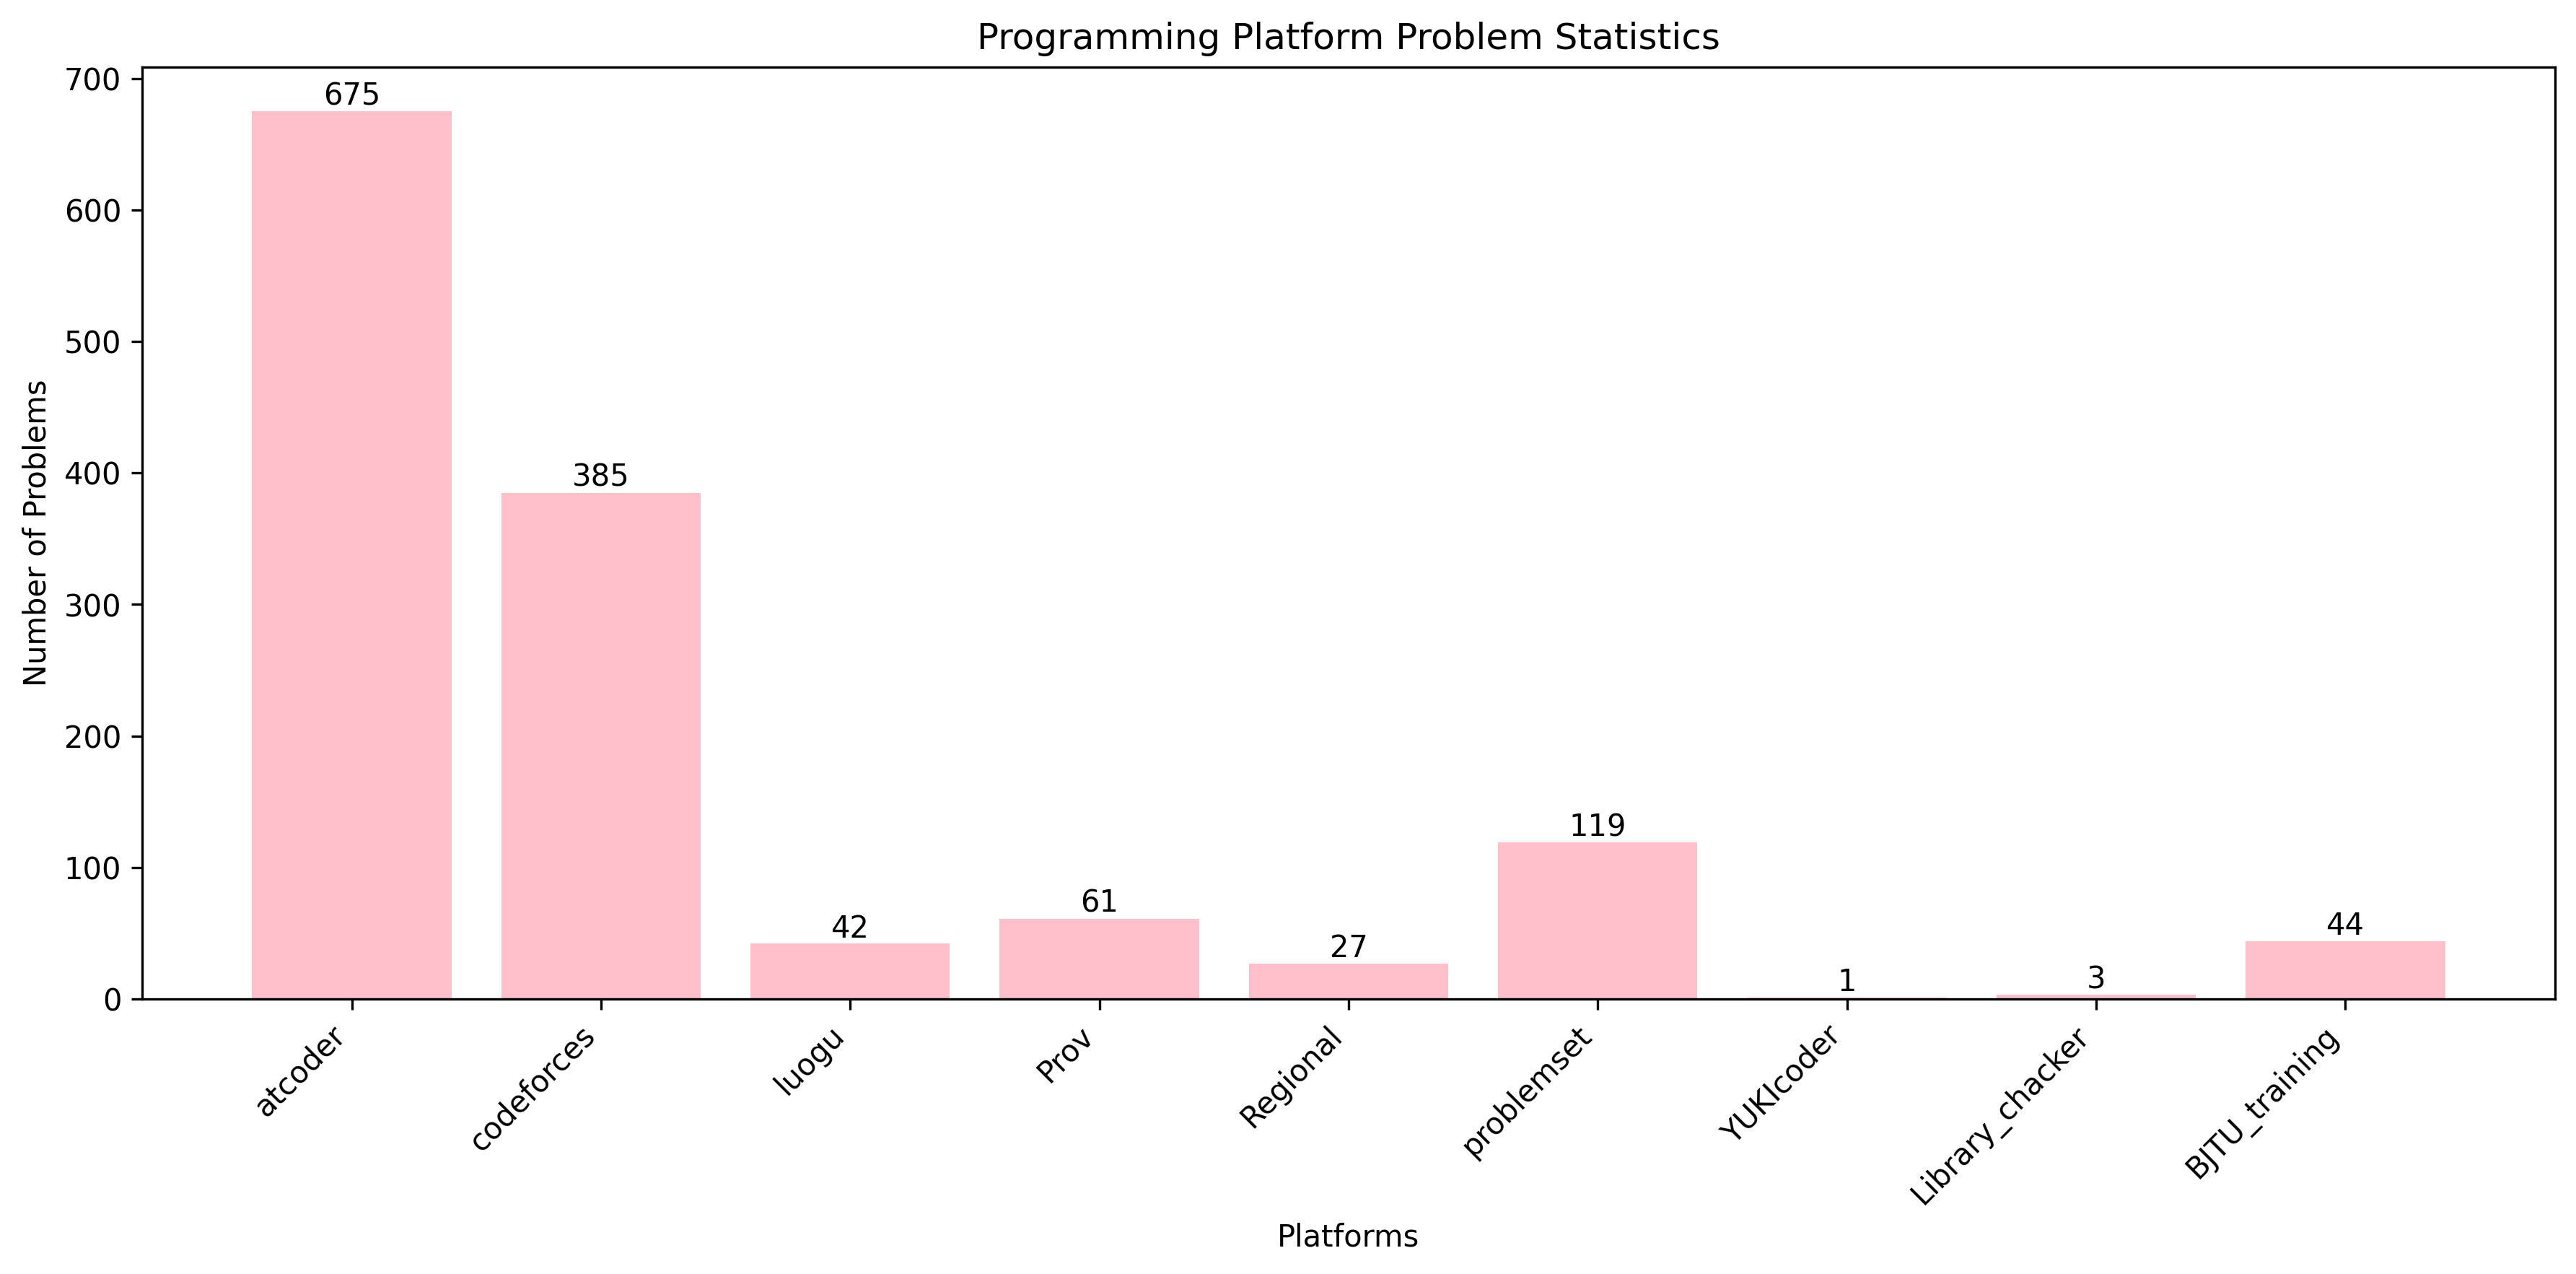 Programming Platform Problem Statistics
Number of Problems
700
600
500
400
300
200
100
0
675
385
42
61
27
119
1
3
44
atcoder
codeforces
luogu
Prov
Regional
problemset
YUKIcoder
Library_chacker
BJTU_training
Platforms